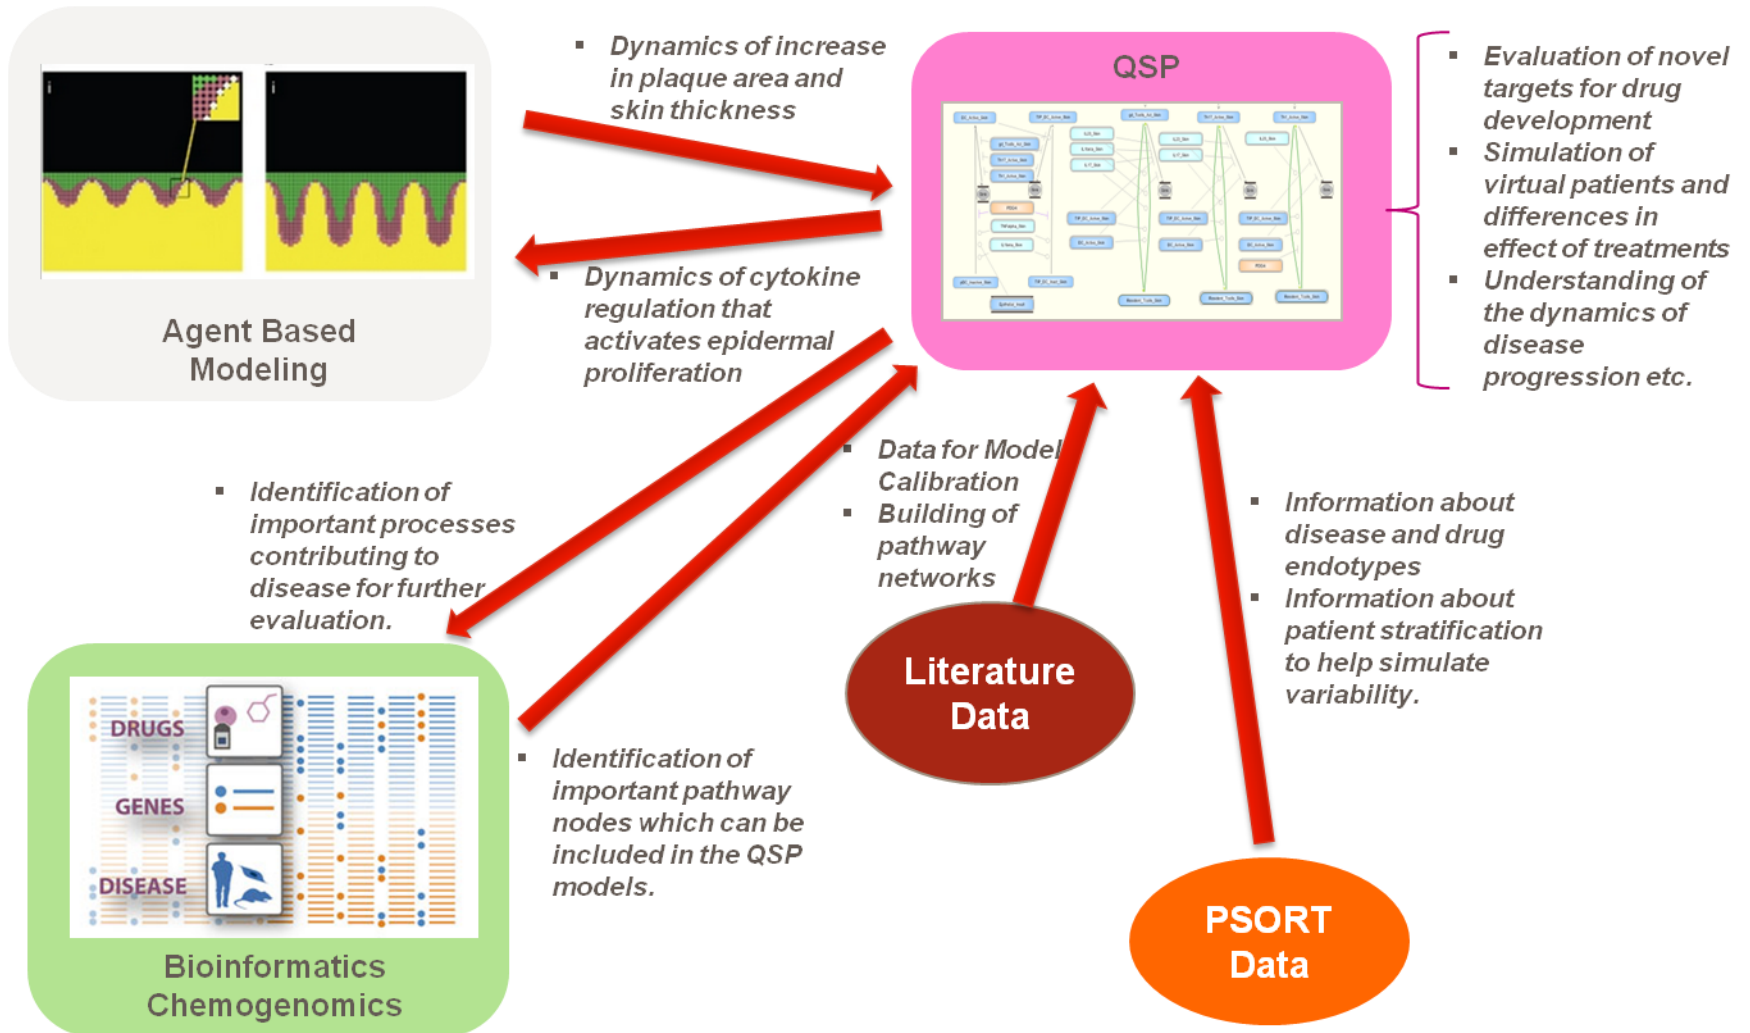 Agent Based
Modeling
▪ Dynamics of increase
in plaque area and
skin thickness
▪ Dynamics of cytokine
regulation that
activates epidermal
proliferation
QSP
▪ Evaluation of novel
targets for drug
development
▪ Simulation of
virtual patients and
differences in
effect of treatments
▪ Understanding of
the dynamics of
disease
progression etc.
▪ Identification of
important processes
contributing to
disease for further
evaluation.
▪ Data for Model
Calibration
▪ Building of
pathway
networks
▪ Information about
disease and drug
endotypes
▪ Information about
patient stratification
to help simulate
variability.
Literature
Data
DRUGS
GENES
DISEASE
Bioinformatics
Chemogenomics
▪ Identification of
important pathway
nodes which can be
included in the QSP
models.
PSORT
Data